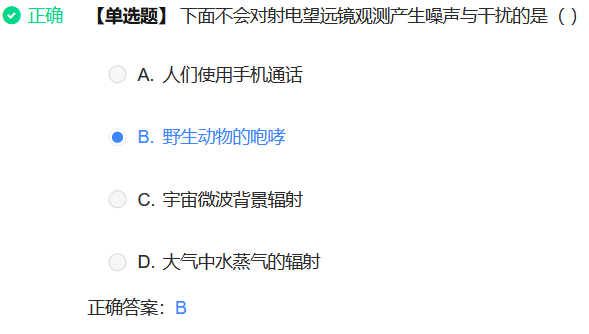 正确 【单选题】 下面不会对射电望远镜观测产生噪声与干扰的是（）
A. 人们使用手机通话
B. 野生动物的咆哮
C. 宇宙微波背景辐射
D. 大气中水蒸气的辐射
正确答案：B